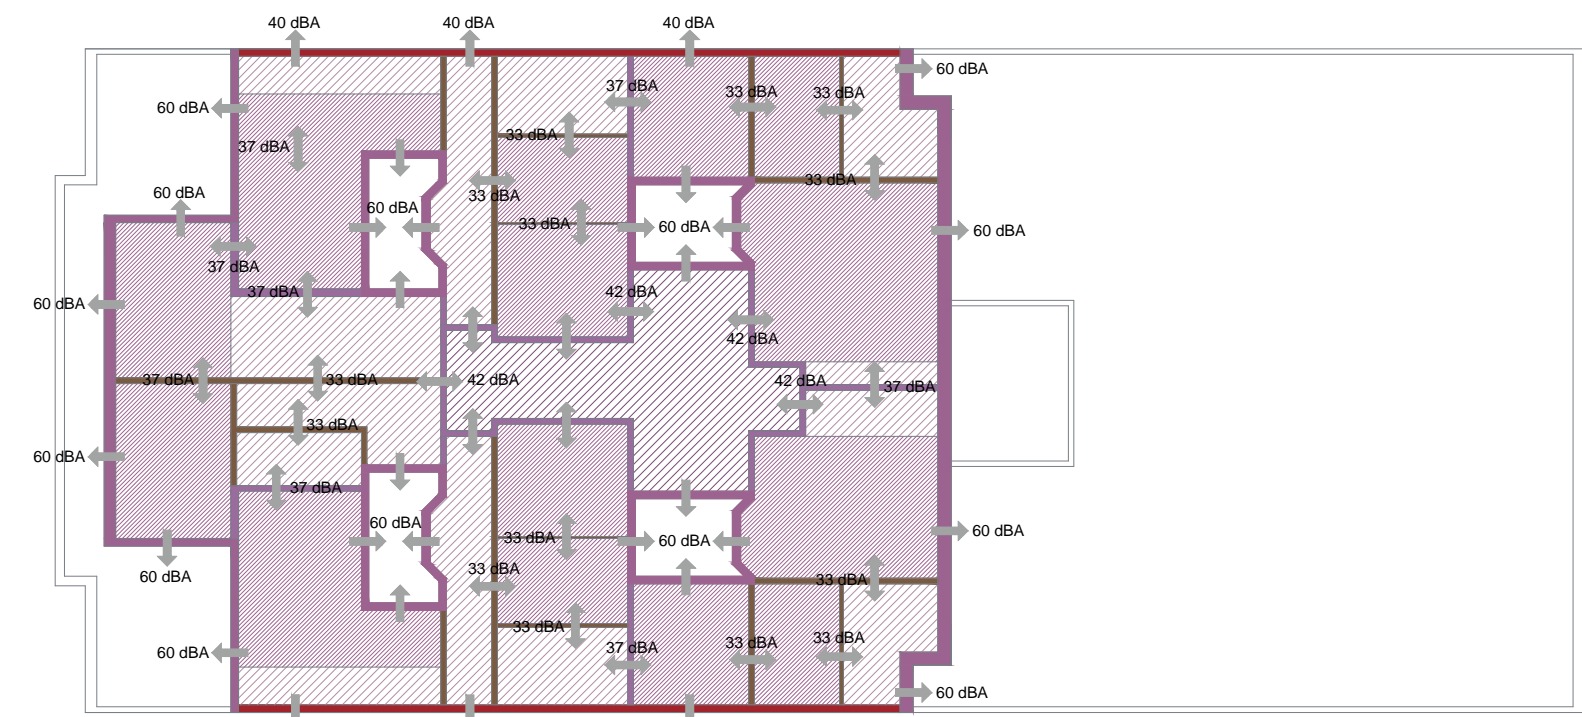 40 dBA 40 dBA 40 dBA
60 dBA
37 dBA
33 dBA 33 dBA
60 dBA
33 dBA
37 dBA
33 dBA
60 dBA 33 dBA
60 dBA
33 dBA 60 dBA 60 dBA
37 dBA
37 dBA 42 dBA
60 dBA
42 dBA
37 dBA 33 dBA 42 dBA 42 dBA 37 dBA
33 dBA
60 dBA
37 dBA
60 dBA 60 dBA
33 dBA 60 dBA
60 dBA 33 dBA 33 dBA
33 dBA
60 dBA 37 dBA 33 dBA 33 dBA
60 dBA